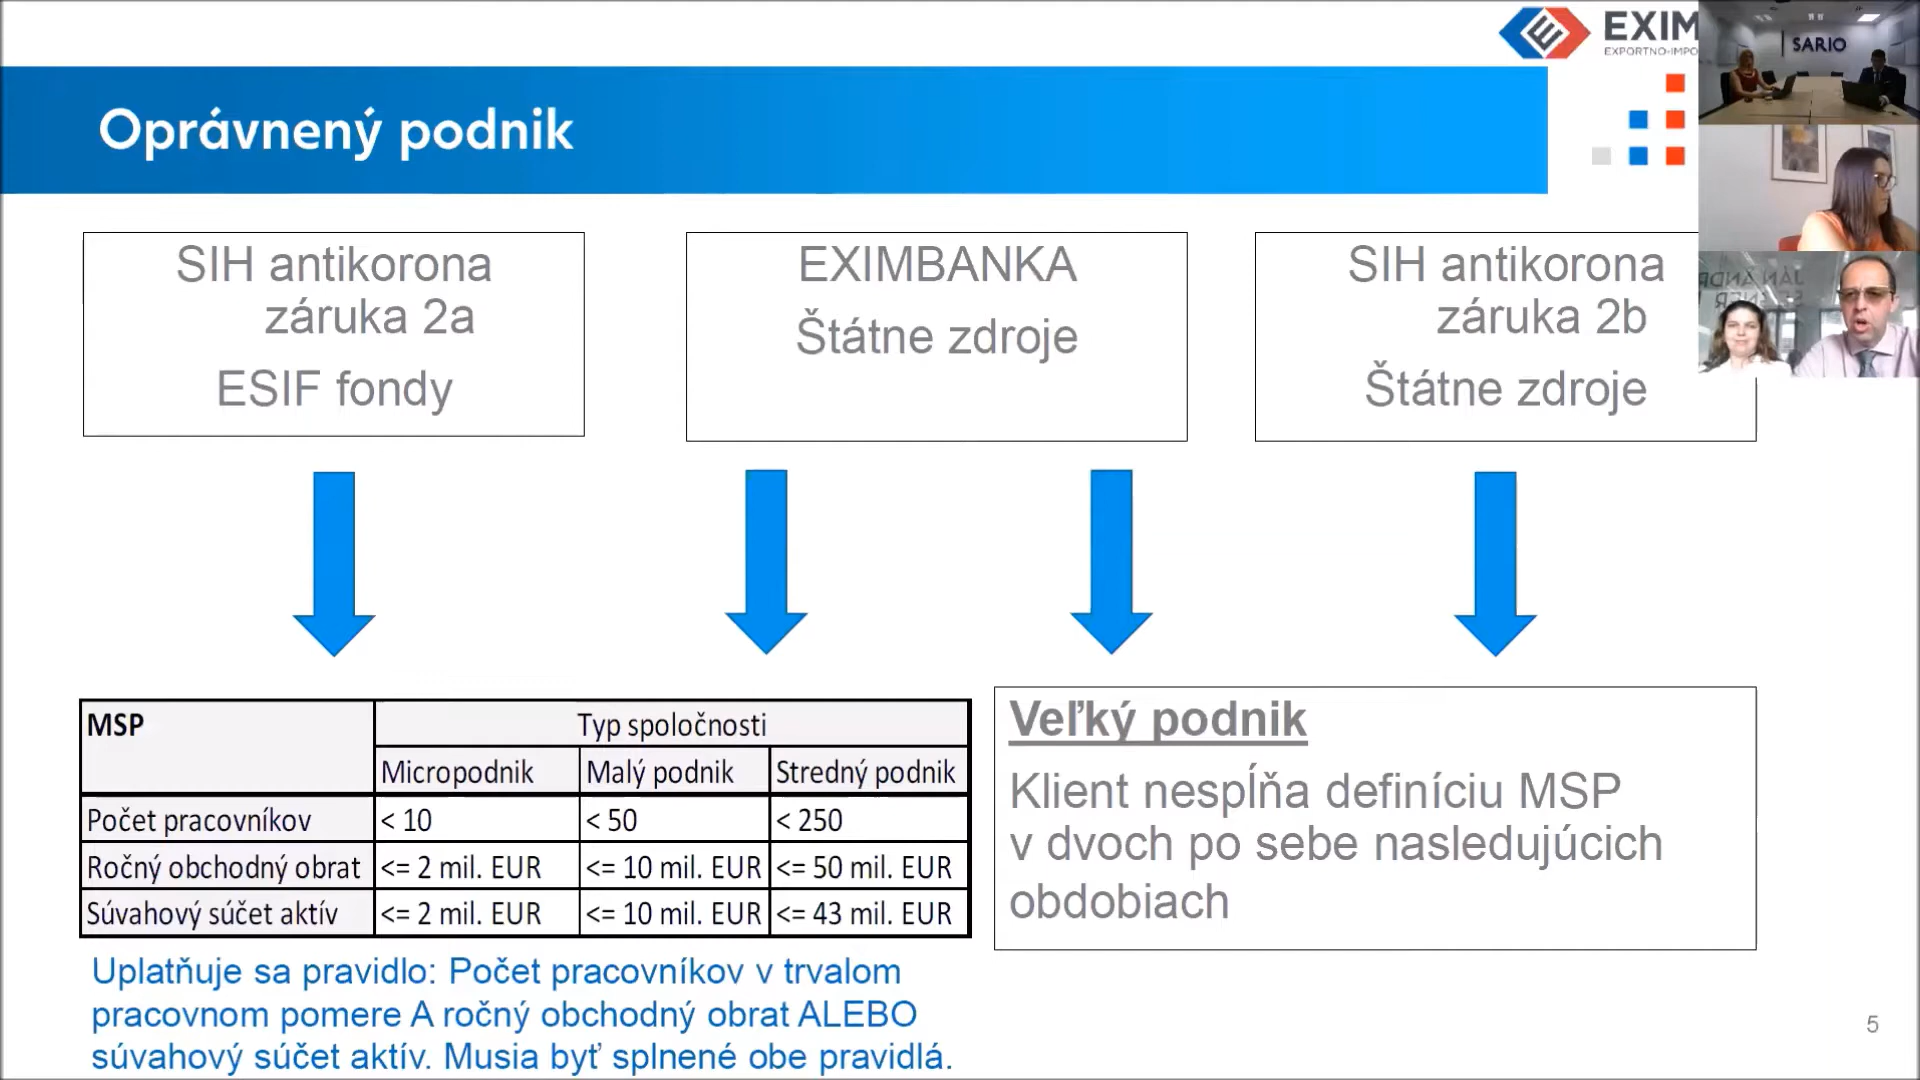 EXIM
EXPORTNO-IMPO
SARIO
Oprávnený podnik
SIH antikorona
záruka 2a
ESIF fondy
EXIMBANKA
Štátne zdroje
SIH antikorona
záruka 2b
Štátne zdroje
MSP
Typ spoločnosti
Micropodnik Malý podnik Stredný podnik
Počet pracovníkov < 10 < 50 < 250
Ročný obchodný obrat <= 2 mil. EUR <= 10 mil. EUR <= 50 mil. EUR
Súvahový súčet aktív <= 2 mil. EUR <= 10 mil. EUR <= 43 mil. EUR
Uplatňuje sa pravidlo: Počet pracovníkov v trvalom
pracovnom pomere A ročný obchodný obrat ALEBO
súvahový súčet aktív. Musia byť splnené obe pravidlá.
Veľký podnik
Klient nespĺňa definíciu MSP
v dvoch po sebe nasledujúcich
obdobiach
5